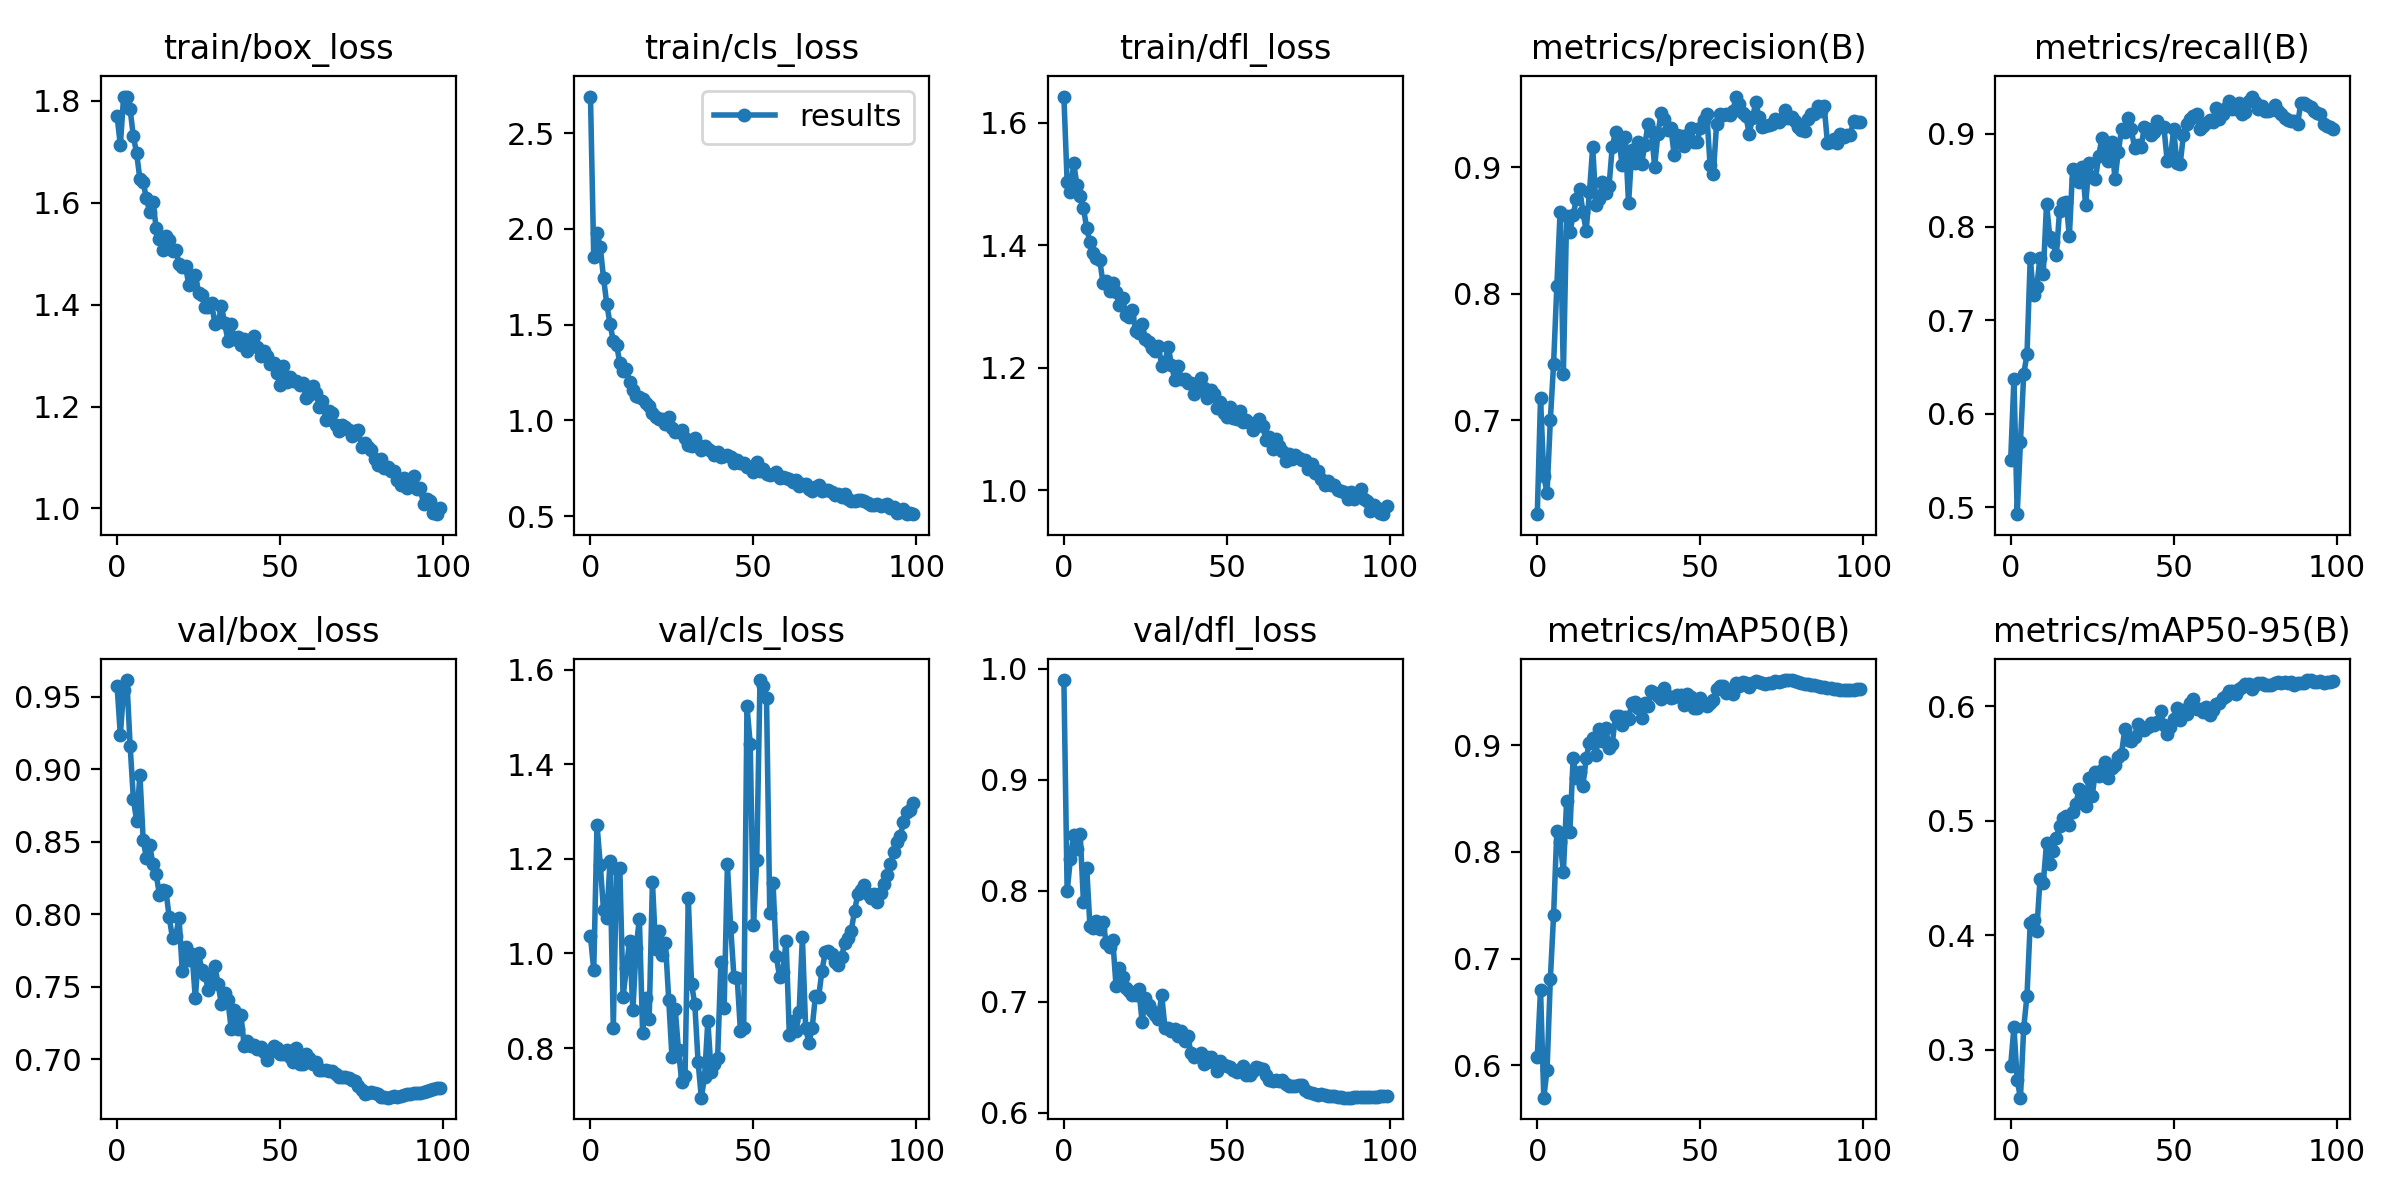 train/box_loss
1.8
1.6
1.4
1.2
1.0
0 50 100
train/cls_loss
results
2.5
2.0
1.5
1.0
0.5
0 50 100
train/dfl_loss
1.6
1.4
1.2
1.0
0 50 100
metrics/precision(B)
0.9
0.8
0.7
0 50 100
metrics/recall(B)
0.9
0.8
0.7
0.6
0.5
0 50 100
val/box_loss
0.95
0.90
0.85
0.80
0.75
0.70
0 50 100
val/cls_loss
1.6
1.4
1.2
1.0
0.8
0 50 100
val/dfl_loss
1.0
0.9
0.8
0.7
0.6
0 50 100
metrics/mAP50(B)
0.9
0.8
0.7
0.6
0 50 100
metrics/mAP50-95(B)
0.6
0.5
0.4
0.3
0 50 100